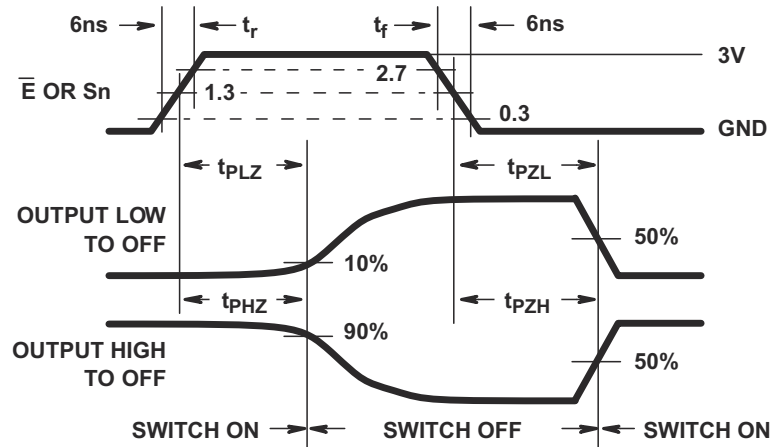 6ns tr tf 6ns
3V
E̅ OR Sn
2.7
1.3
0.3
GND
tPLZ tPZL
OUTPUT LOW
TO OFF
50%
10%
tPHZ tPZH
OUTPUT HIGH
TO OFF
90%
50%
SWITCH ON SWITCH OFF SWITCH ON